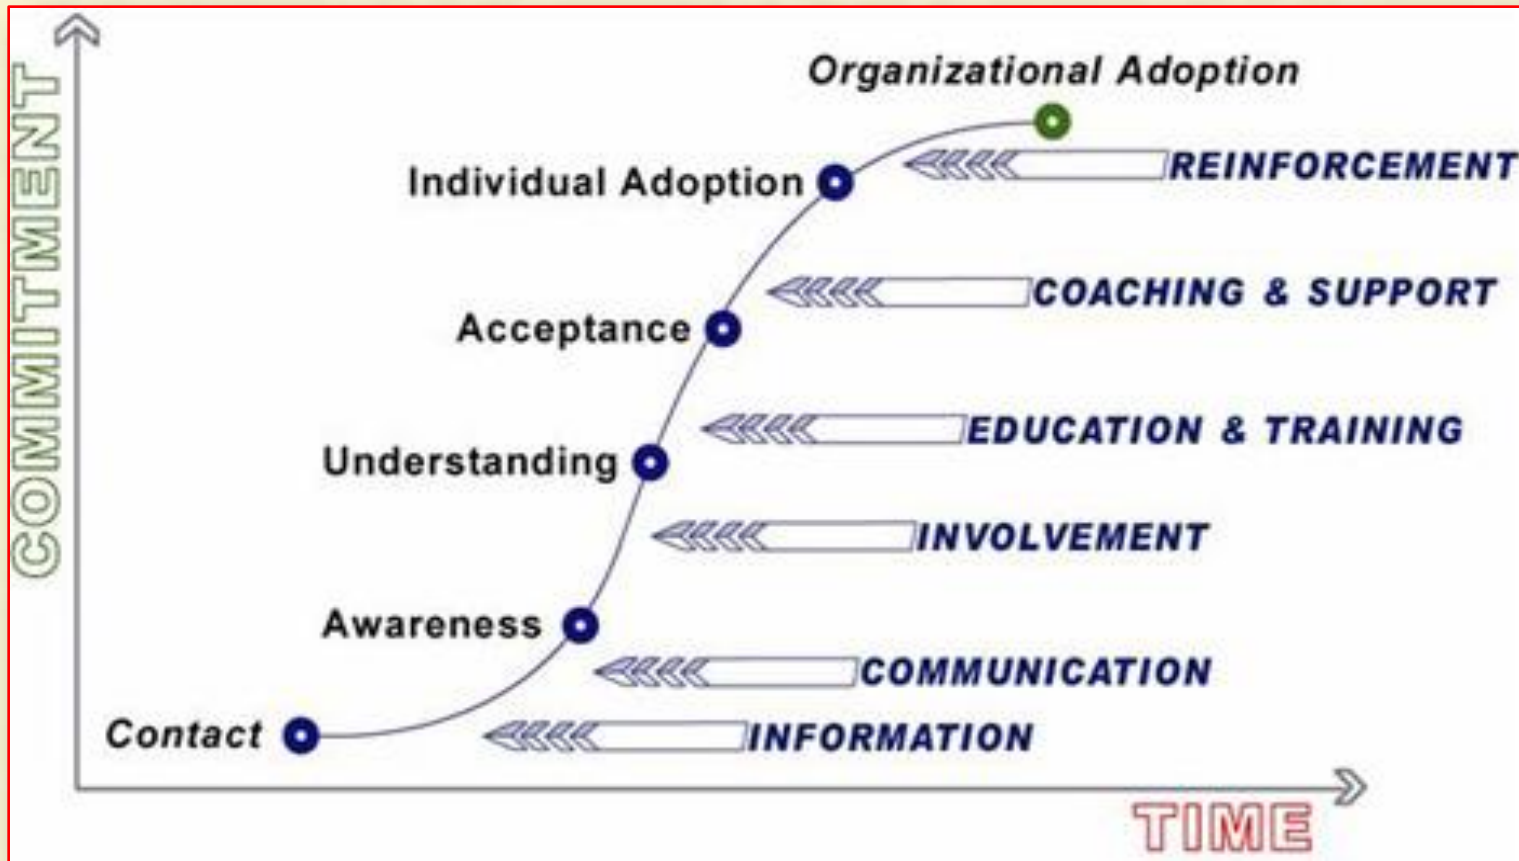 COMMITMENT
Organizational Adoption
Individual Adoption
REINFORCEMENT
COACHING & SUPPORT
Acceptance
EDUCATION & TRAINING
Understanding
INVOLVEMENT
Awareness
COMMUNICATION
Contact
INFORMATION
TIME